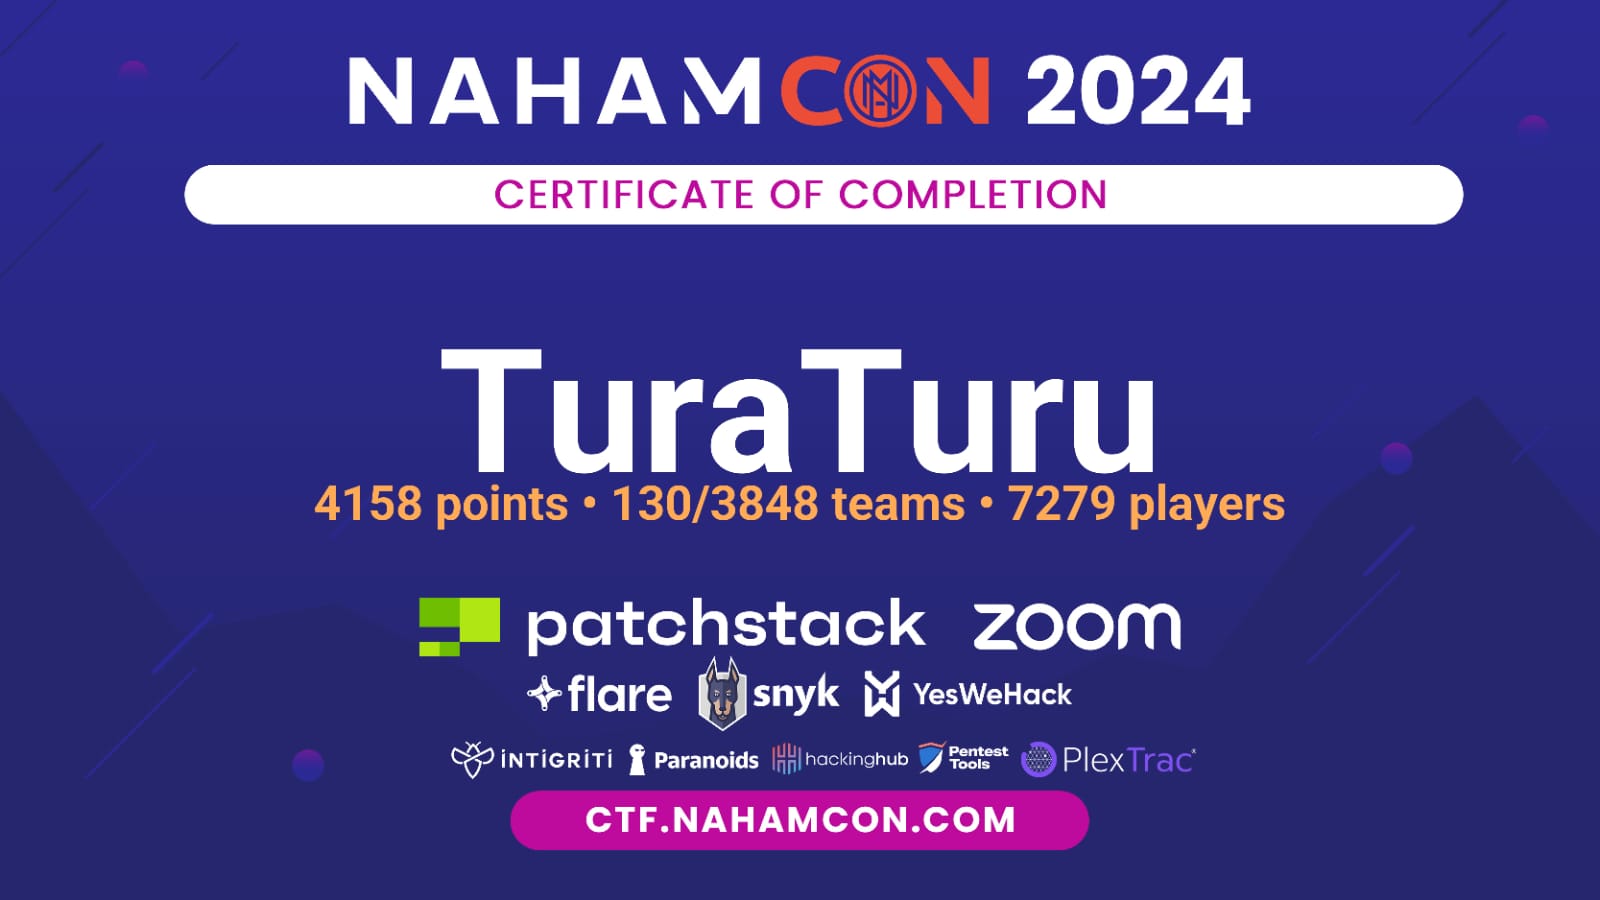 NAHAMCON 2024
CERTIFICATE OF COMPLETION
TuraTuru
4158 points • 130/3848 teams • 7279 players
patchstack zoom
flare snyk YesWeHack
INTIGRITI Paranoids hackinghub Pentest Tools PlexTrac
CTF.NAHAMCON.COM